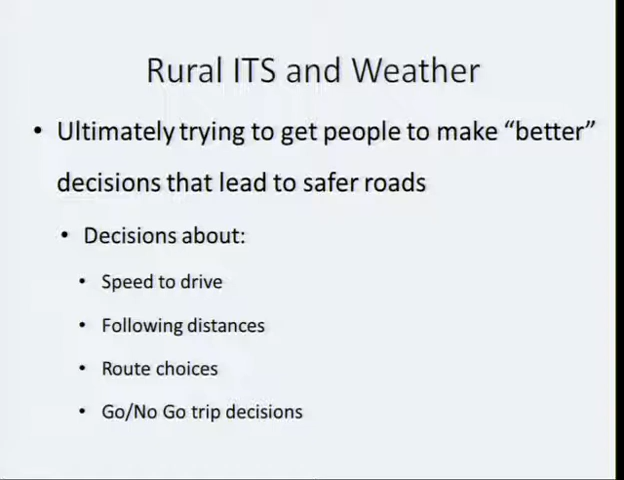 Rural ITS and Weather
• Ultimately trying to get people to make “better”
decisions that lead to safer roads
• Decisions about:
• Speed to drive
• Following distances
• Route choices
• Go/No Go trip decisions